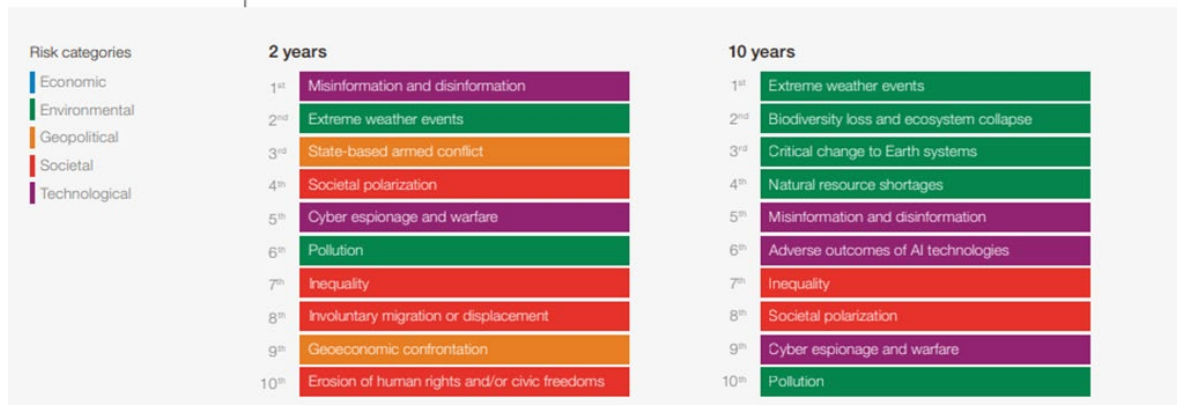 Risk categories
Economic
Environmental
Geopolitical
Societal
Technological
2 years
1st Misinformation and disinformation
2nd Extreme weather events
3rd State-based armed conflict
4th Societal polarization
5th Cyber espionage and warfare
6th Pollution
7th Inequality
8th Involuntary migration or displacement
9th Geoeconomic confrontation
10th Erosion of human rights and/or civic freedoms
10 years
1st Extreme weather events
2nd Biodiversity loss and ecosystem collapse
3rd Critical change to Earth systems
4th Natural resource shortages
5th Misinformation and disinformation
6th Adverse outcomes of AI technologies
7th Inequality
8th Societal polarization
9th Cyber espionage and warfare
10th Pollution